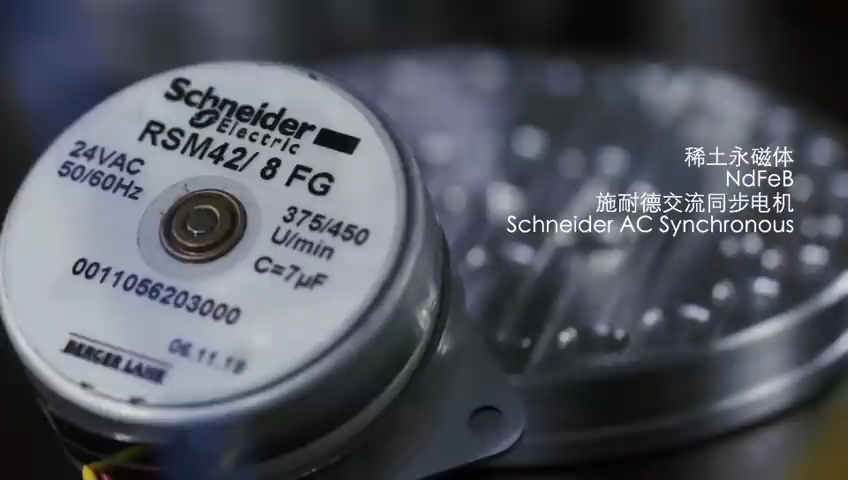 Schneider
Electric
RSM42/ 8 FG
24VAC
50/60Hz
375/450
U/min
C=7µF
0011056203000
06.11.19
BERGER LAHR
稀土永磁体
NdFeB
施耐德交流同步电机
Schneider AC Synchronous